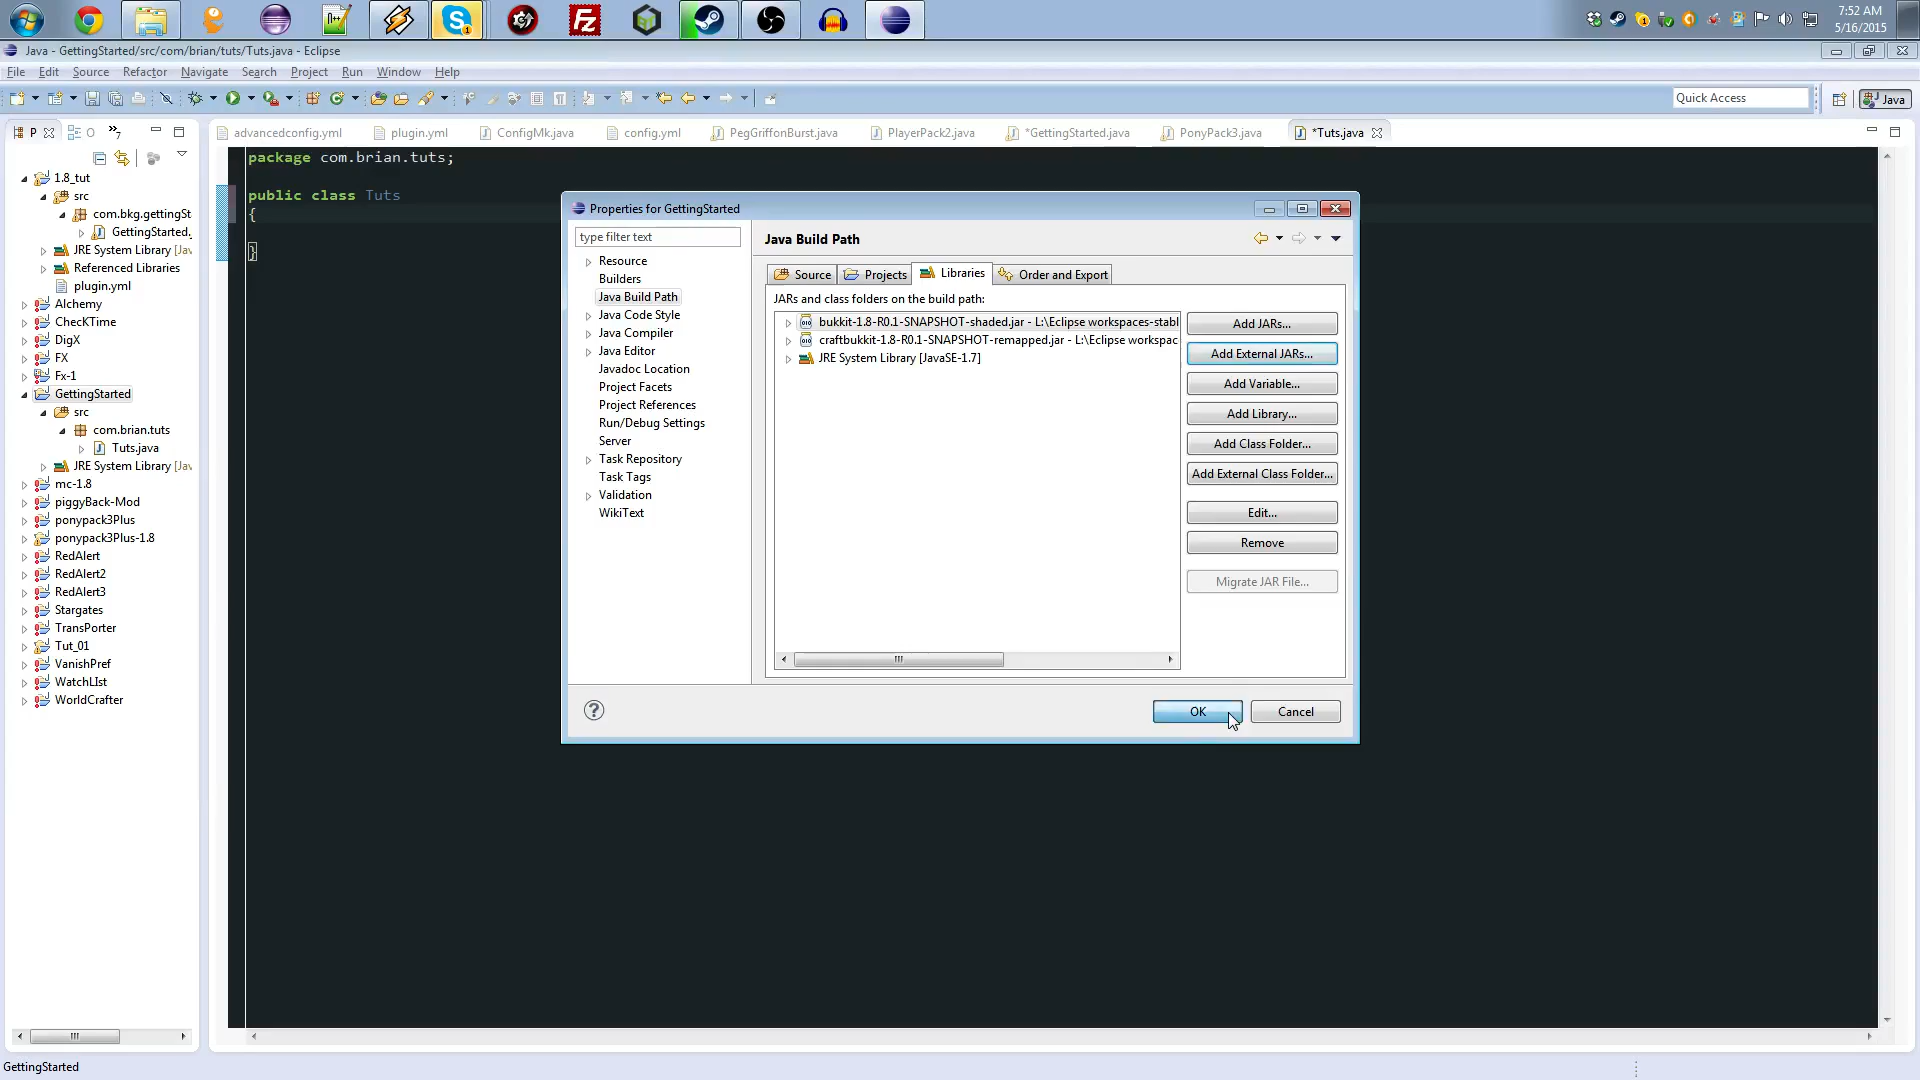 7:52 AM
5/16/2015
Java - GettingStarted/src/com/brian/tuts/Tuts.java - Eclipse
File Edit Source Refactor Navigate Search Project Run Window Help
Quick Access
Java
P O 7
advancedconfig.yml plugin.yml ConfigMk.java config.yml PegGriffonBurst.java PlayerPack2.java *GettingStarted.java PonyPack3.java *Tuts.java
1.8_tut
src
com.bkg.gettingSt
GettingStarted.
JRE System Library [Jav
Referenced Libraries
plugin.yml
Alchemy
ChecKTime
DigX
FX
Fx-1
GettingStarted
src
com.brian.tuts
Tuts.java
JRE System Library [Jav
mc-1.8
piggyBack-Mod
ponypack3Plus
ponypack3Plus-1.8
RedAlert
RedAlert2
RedAlert3
Stargates
TransPorter
Tut_01
VanishPref
WatchLIst
WorldCrafter
package com.brian.tuts;
public class Tuts
{
}
Properties for GettingStarted
type filter text
Resource
Builders
Java Build Path
Java Code Style
Java Compiler
Java Editor
Javadoc Location
Project Facets
Project References
Run/Debug Settings
Server
Task Repository
Task Tags
Validation
WikiText
Java Build Path
Source Projects Libraries Order and Export
JARs and class folders on the build path:
bukkit-1.8-R0.1-SNAPSHOT-shaded.jar - L:\Eclipse workspaces-stabl
craftbukkit-1.8-R0.1-SNAPSHOT-remapped.jar - L:\Eclipse workspac
JRE System Library [JavaSE-1.7]
Add JARs...
Add External JARs...
Add Variable...
Add Library...
Add Class Folder...
Add External Class Folder...
Edit...
Remove
Migrate JAR File...
OK Cancel
GettingStarted